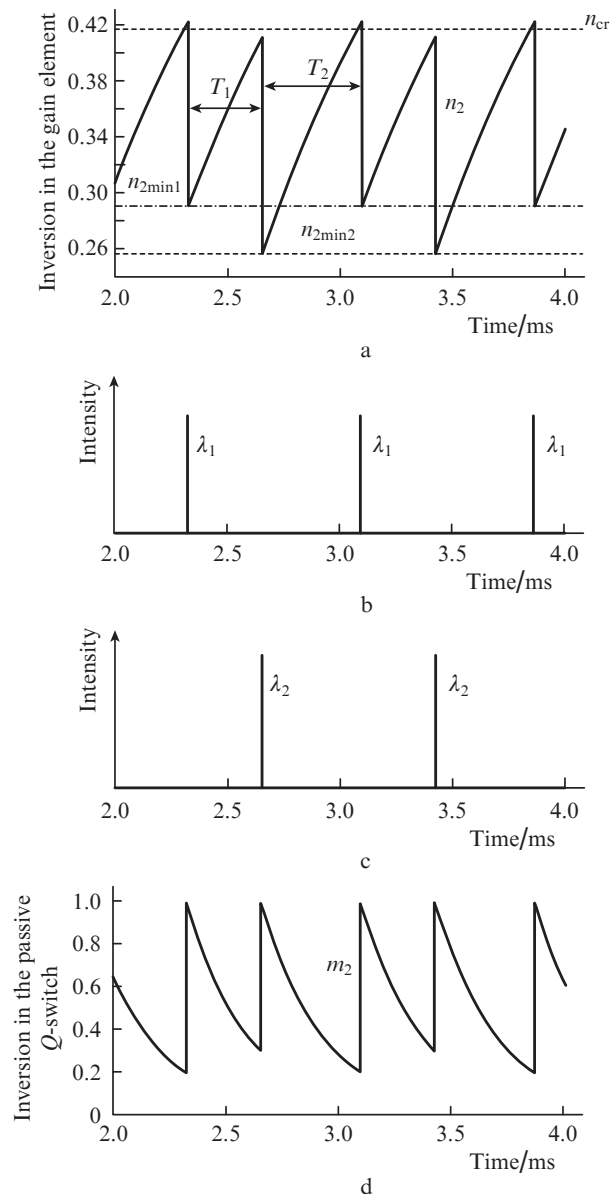 Inversion in the gain element
0.42
0.38
0.34
0.30
0.26
n_cr
T_1
T_2
n_2
n_2min1
n_2min2
2.0 2.5 3.0 3.5 4.0
Time/ms
a
Intensity
λ_1 λ_1 λ_1
2.0 2.5 3.0 3.5 4.0
Time/ms
b
Intensity
λ_2 λ_2
2.0 2.5 3.0 3.5 4.0
Time/ms
c
Inversion in the passive
Q-switch
1.0
0.8
0.6
0.4
0.2
0
m_2
2.0 2.5 3.0 3.5 4.0
Time/ms
d